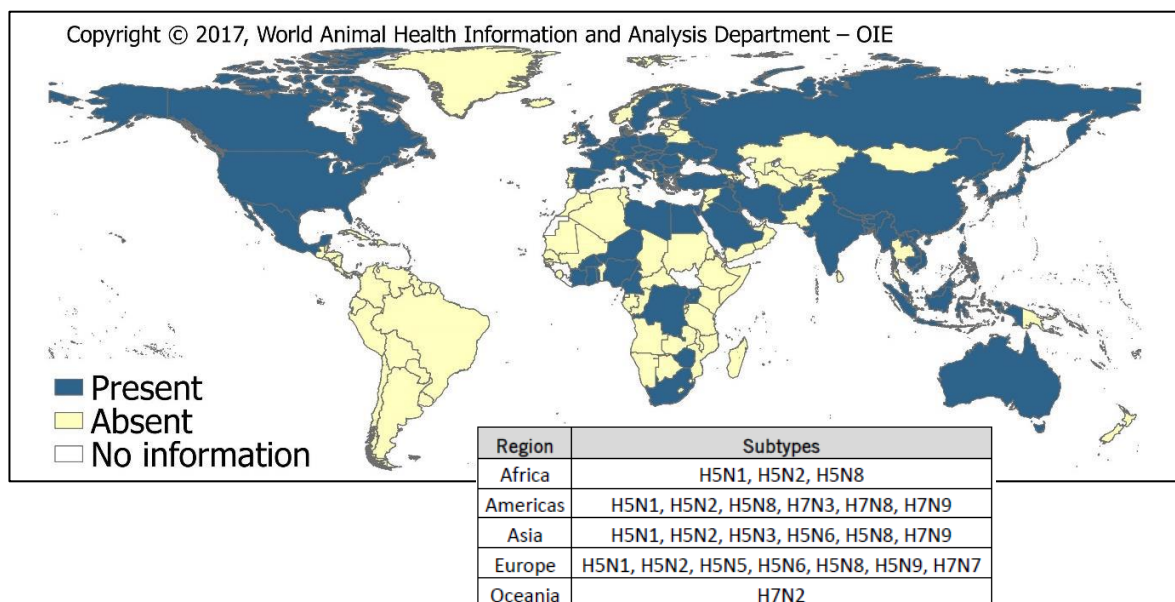 Copyright © 2017, World Animal Health Information and Analysis Department – OIE
Present
Absent
No information
Region Subtypes
Africa H5N1, H5N2, H5N8
Americas H5N1, H5N2, H5N8, H7N3, H7N8, H7N9
Asia H5N1, H5N2, H5N3, H5N6, H5N8, H7N9
Europe H5N1, H5N2, H5N5, H5N6, H5N8, H5N9, H7N7
Oceania H7N2